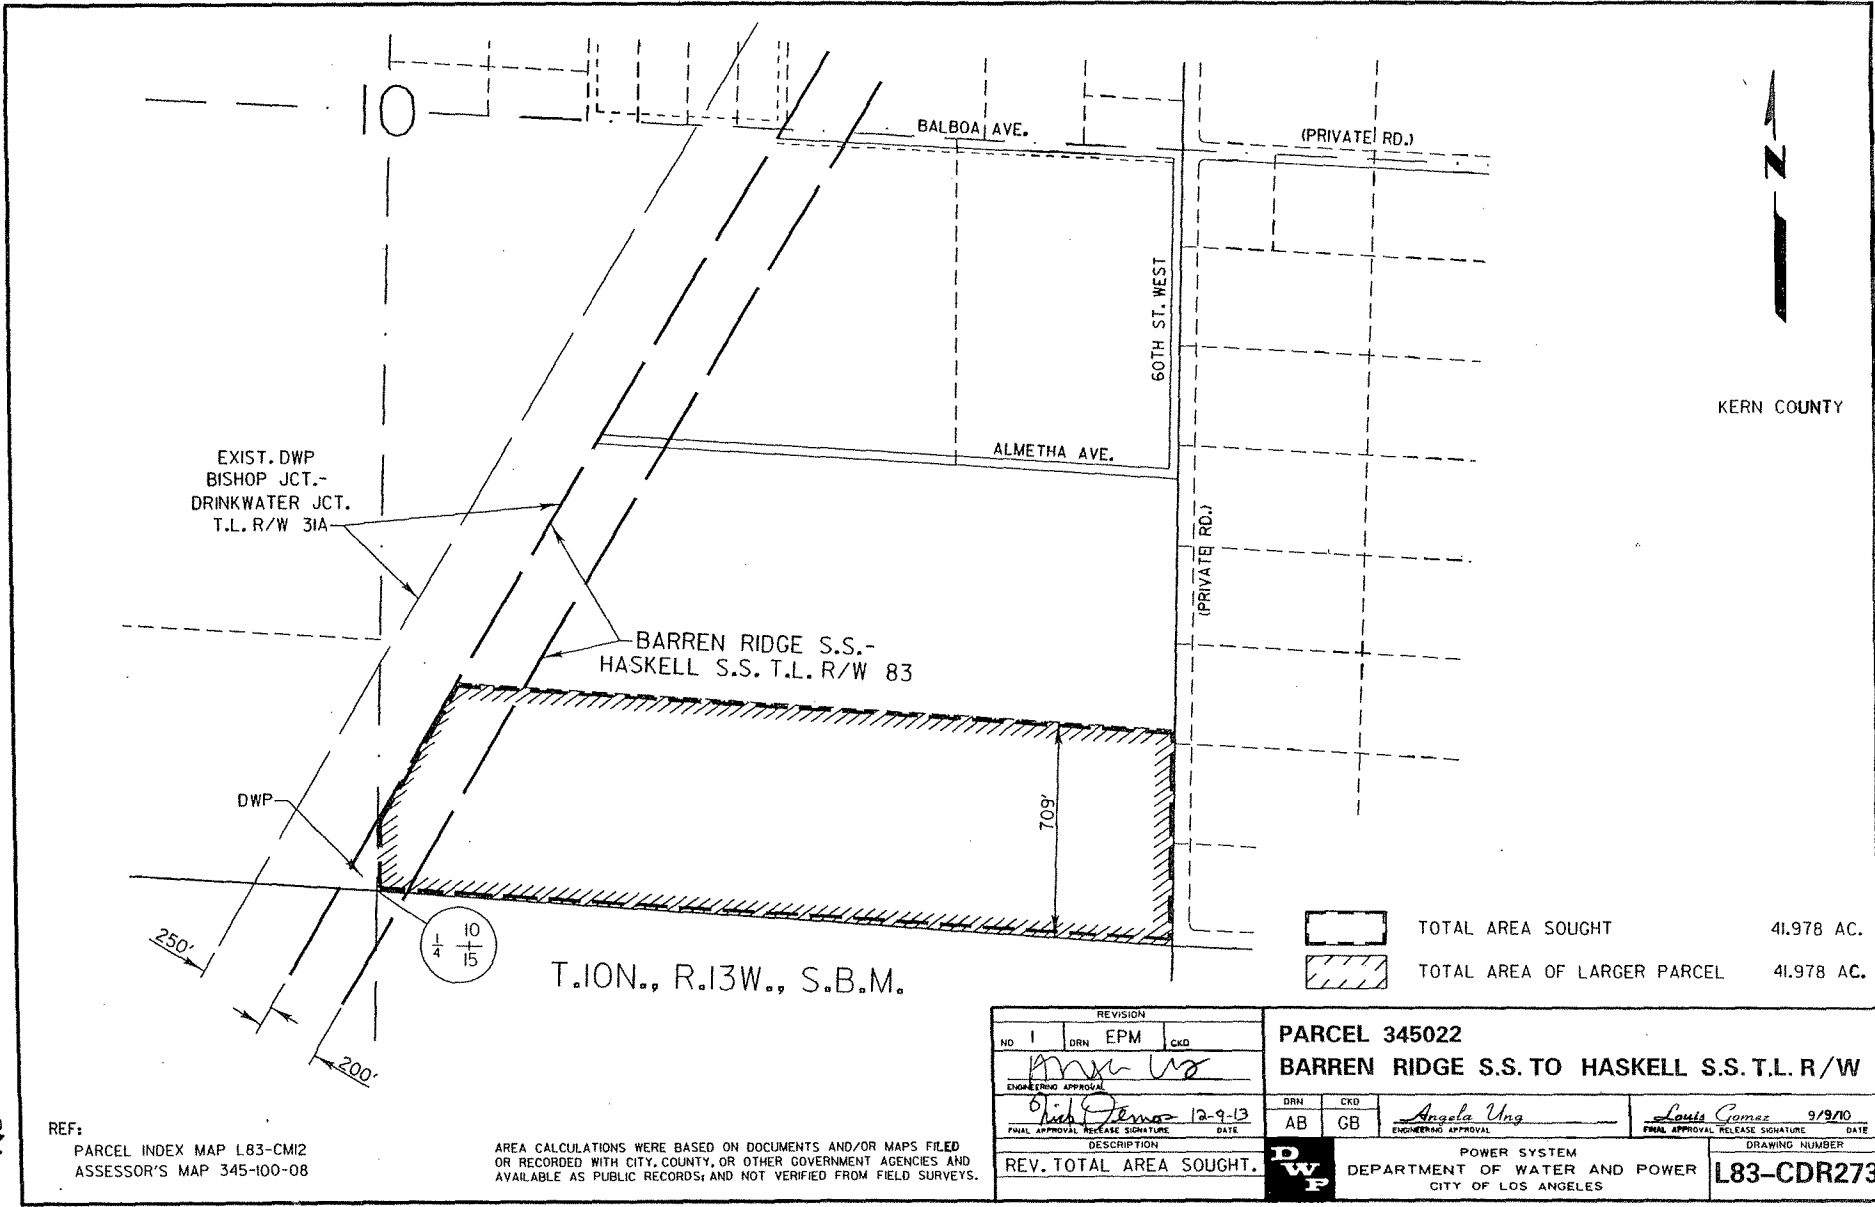 10
BALBOA AVE.
(PRIVATE RD.)
N
60TH ST. WEST
KERN COUNTY
ALMETHA AVE.
EXIST. DWP
BISHOP JCT.-
DRINKWATER JCT.
T.L. R/W 31A
(PRIVATE RD.)
BARREN RIDGE S.S.-
HASKELL S.S. T.L. R/W 83
DWP
709'
1/4 10
15
250'
200'
T.10N., R.13W., S.B.M.
TOTAL AREA SOUGHT 41.978 AC.
TOTAL AREA OF LARGER PARCEL 41.978 AC.
REF:
PARCEL INDEX MAP L83-CM12
ASSESSOR'S MAP 345-100-08
AREA CALCULATIONS WERE BASED ON DOCUMENTS AND/OR MAPS FILED
OR RECORDED WITH CITY, COUNTY, OR OTHER GOVERNMENT AGENCIES AND
AVAILABLE AS PUBLIC RECORDS; AND NOT VERIFIED FROM FIELD SURVEYS.
REVISION
NO 1 DRN EPM CKD
ENGINEERING APPROVAL
12-9-13
FINAL APPROVAL RELEASE SIGNATURE DATE
DESCRIPTION
REV. TOTAL AREA SOUGHT.
PARCEL 345022
BARREN RIDGE S.S. TO HASKELL S.S. T.L. R/W
DRN CKD
AB GB
Angela Ung
ENGINEERING APPROVAL
Louis Gomez 9/9/10
FINAL APPROVAL RELEASE SIGNATURE DATE
DWP
POWER SYSTEM
DEPARTMENT OF WATER AND POWER
CITY OF LOS ANGELES
DRAWING NUMBER
L83-CDR273